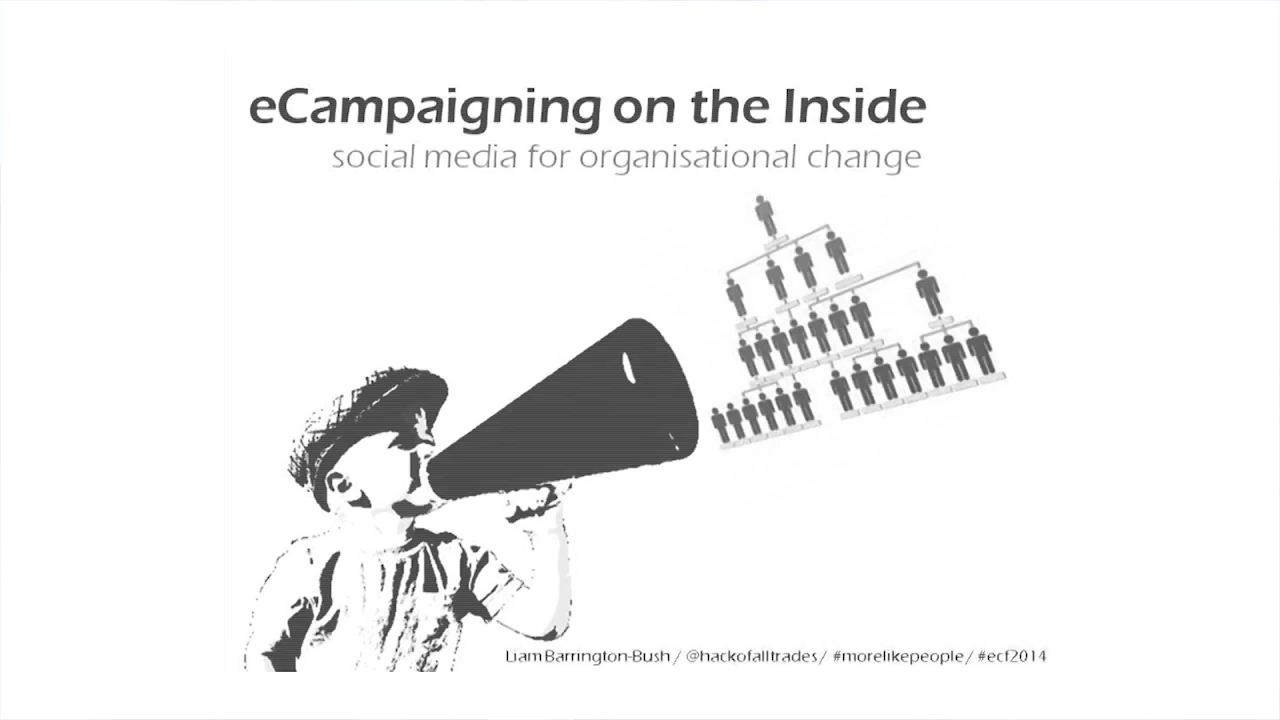 eCampaigning on the Inside
social media for organisational change
Liam Barrington-Bush / @hackofalltrades / #morelikepeople / #ecf2014